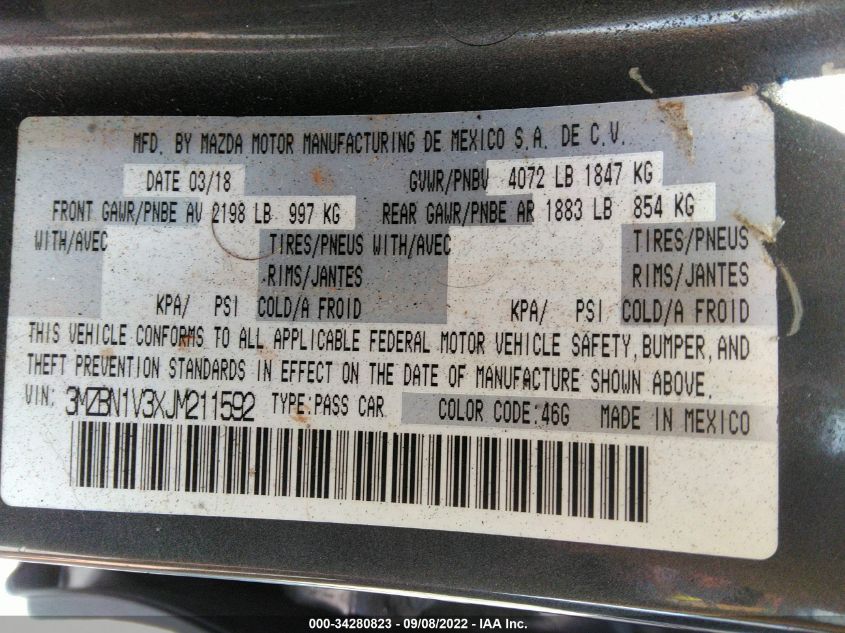 MFD. BY MAZDA MOTOR MANUFACTURING DE MEXICO S.A. DE C.V.
DATE 03/18 GVWR/PNBV 4072 LB 1847 KG
FRONT GAWR/PNBE AV 2198 LB 997 KG REAR GAWR/PNBE AR 1883 LB 854 KG
WITH/AVEC TIRES/PNEUS WITH/AVEC TIRES/PNEUS
RIMS/JANTES RIMS/JANTES
KPA/ PSI COLD/A FROID KPA/ PSI COLD/A FROID
THIS VEHICLE CONFORMS TO ALL APPLICABLE FEDERAL MOTOR VEHICLE SAFETY, BUMPER, AND
THEFT PREVENTION STANDARDS IN EFFECT ON THE DATE OF MANUFACTURE SHOWN ABOVE.
VIN: 3MZBN1V3XJM211592 TYPE:PASS CAR COLOR CODE:46G MADE IN MEXICO
000-34280823 - 09/08/2022 - IAA Inc.